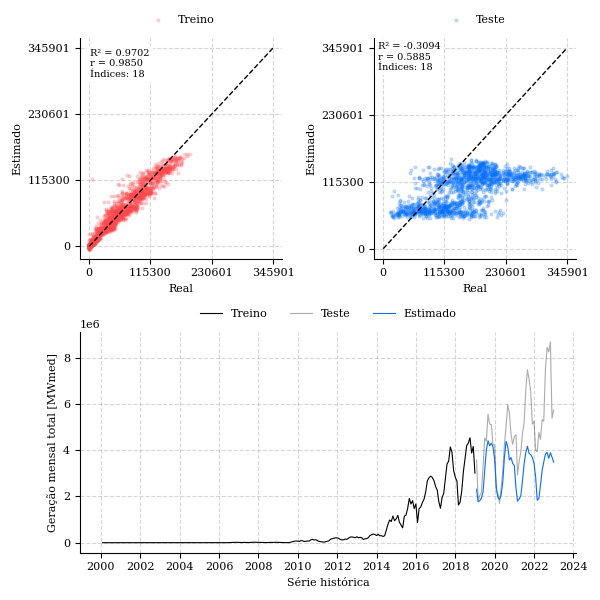 Treino
R² = 0.9702
r = 0.9850
Índices: 18
345901
230601
115300
0
Estimado
0 115300 230601 345901
Real
Teste
R² = -0.3094
r = 0.5885
Índices: 18
345901
230601
115300
0
Estimado
0 115300 230601 345901
Real
Treino Teste Estimado
1e6
8
6
4
2
0
Geração mensal total [MWmed]
2000 2002 2004 2006 2008 2010 2012 2014 2016 2018 2020 2022 2024
Série histórica